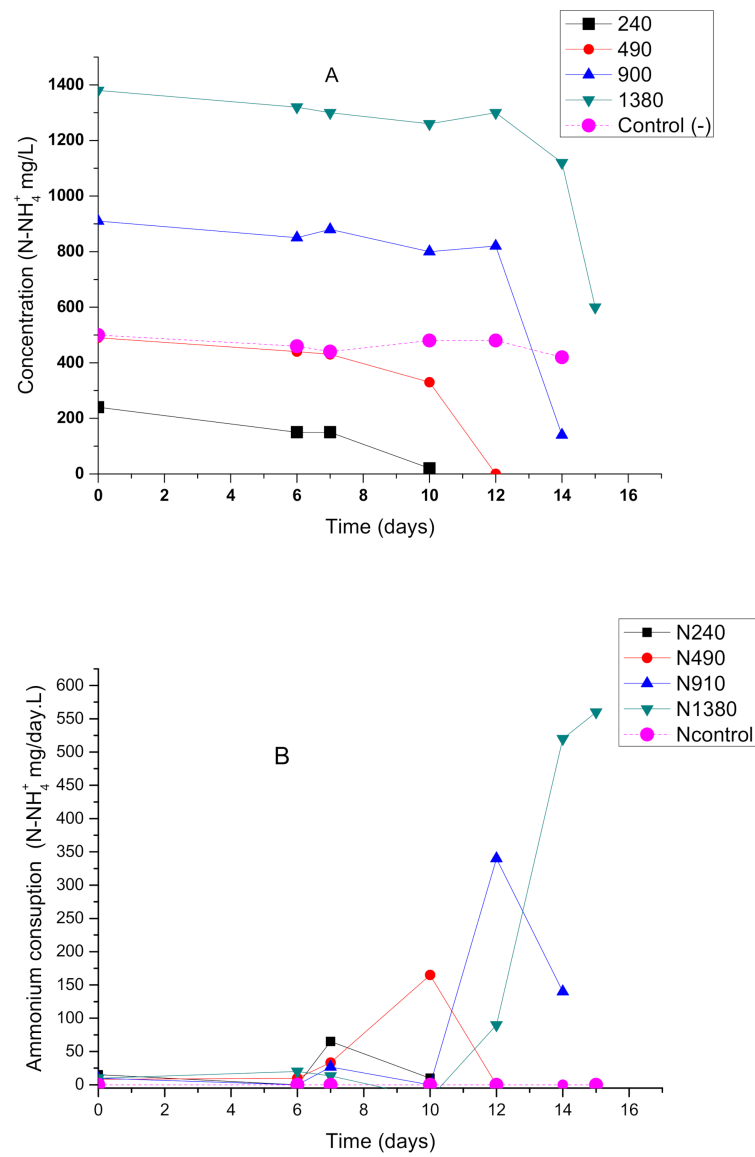 A
240
490
900
1380
Control (-)
Concentration (N-NH₄⁺ mg/L)
1400
1200
1000
800
600
400
200
0
0 2 4 6 8 10 12 14 16
Time (days)
B
N240
N490
N910
N1380
Ncontrol
Ammonium consuption (N-NH₄⁺ mg/day.L)
600
550
500
450
400
350
300
250
200
150
100
50
0
0 2 4 6 8 10 12 14 16
Time (days)